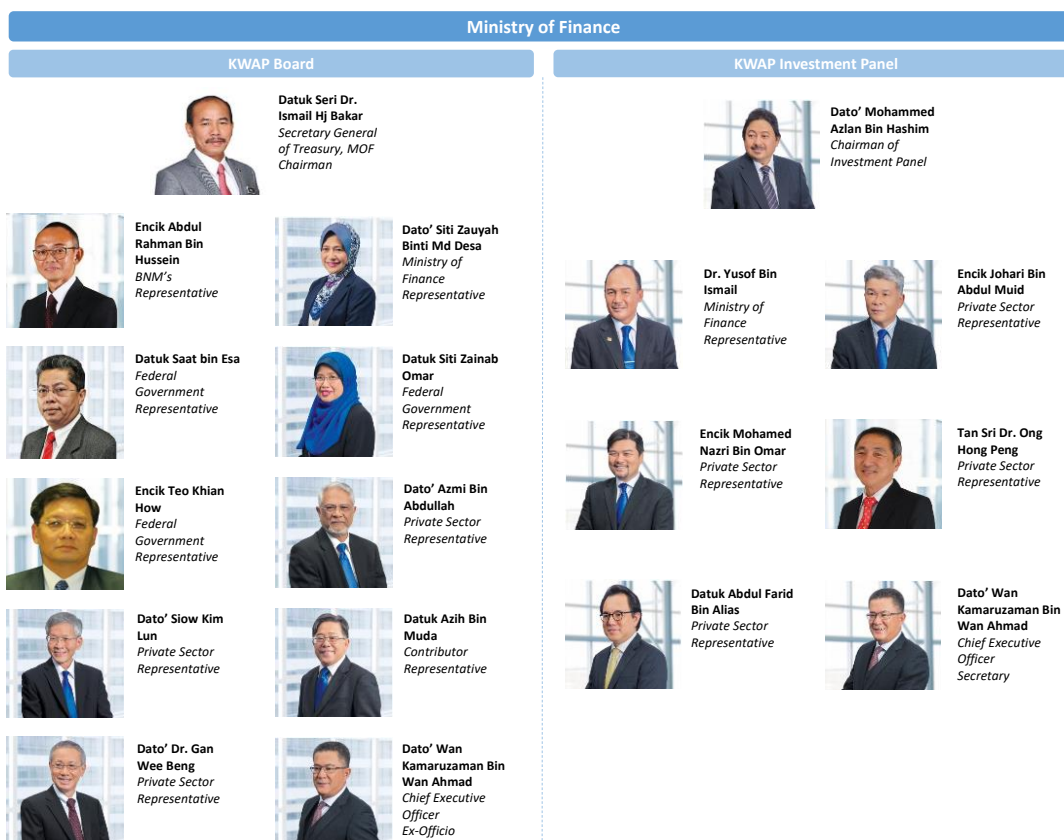 Ministry of Finance
KWAP Board
Datuk Seri Dr.
Ismail Hj Bakar
Secretary General
of Treasury, MOF
Chairman
Encik Abdul
Rahman Bin
Hussein
BNM's
Representative
Dato' Siti Zauyah
Binti Md Desa
Ministry of
Finance
Representative
Datuk Saat bin Esa
Federal
Government
Representative
Datuk Siti Zainab
Omar
Federal
Government
Representative
Encik Teo Khian
How
Federal
Government
Representative
Dato' Azmi Bin
Abdullah
Private Sector
Representative
Dato' Siow Kim
Lun
Private Sector
Representative
Datuk Azih Bin
Muda
Contributor
Representative
Dato' Dr. Gan
Wee Beng
Private Sector
Representative
Dato' Wan
Kamaruzaman Bin
Wan Ahmad
Chief Executive
Officer
Ex-Officio
KWAP Investment Panel
Dato' Mohammed
Azlan Bin Hashim
Chairman of
Investment Panel
Dr. Yusof Bin
Ismail
Ministry of
Finance
Representative
Encik Johari Bin
Abdul Muid
Private Sector
Representative
Encik Mohamed
Nazri Bin Omar
Private Sector
Representative
Tan Sri Dr. Ong
Hong Peng
Private Sector
Representative
Datuk Abdul Farid
Bin Alias
Private Sector
Representative
Dato' Wan
Kamaruzaman Bin
Wan Ahmad
Chief Executive
Officer
Secretary